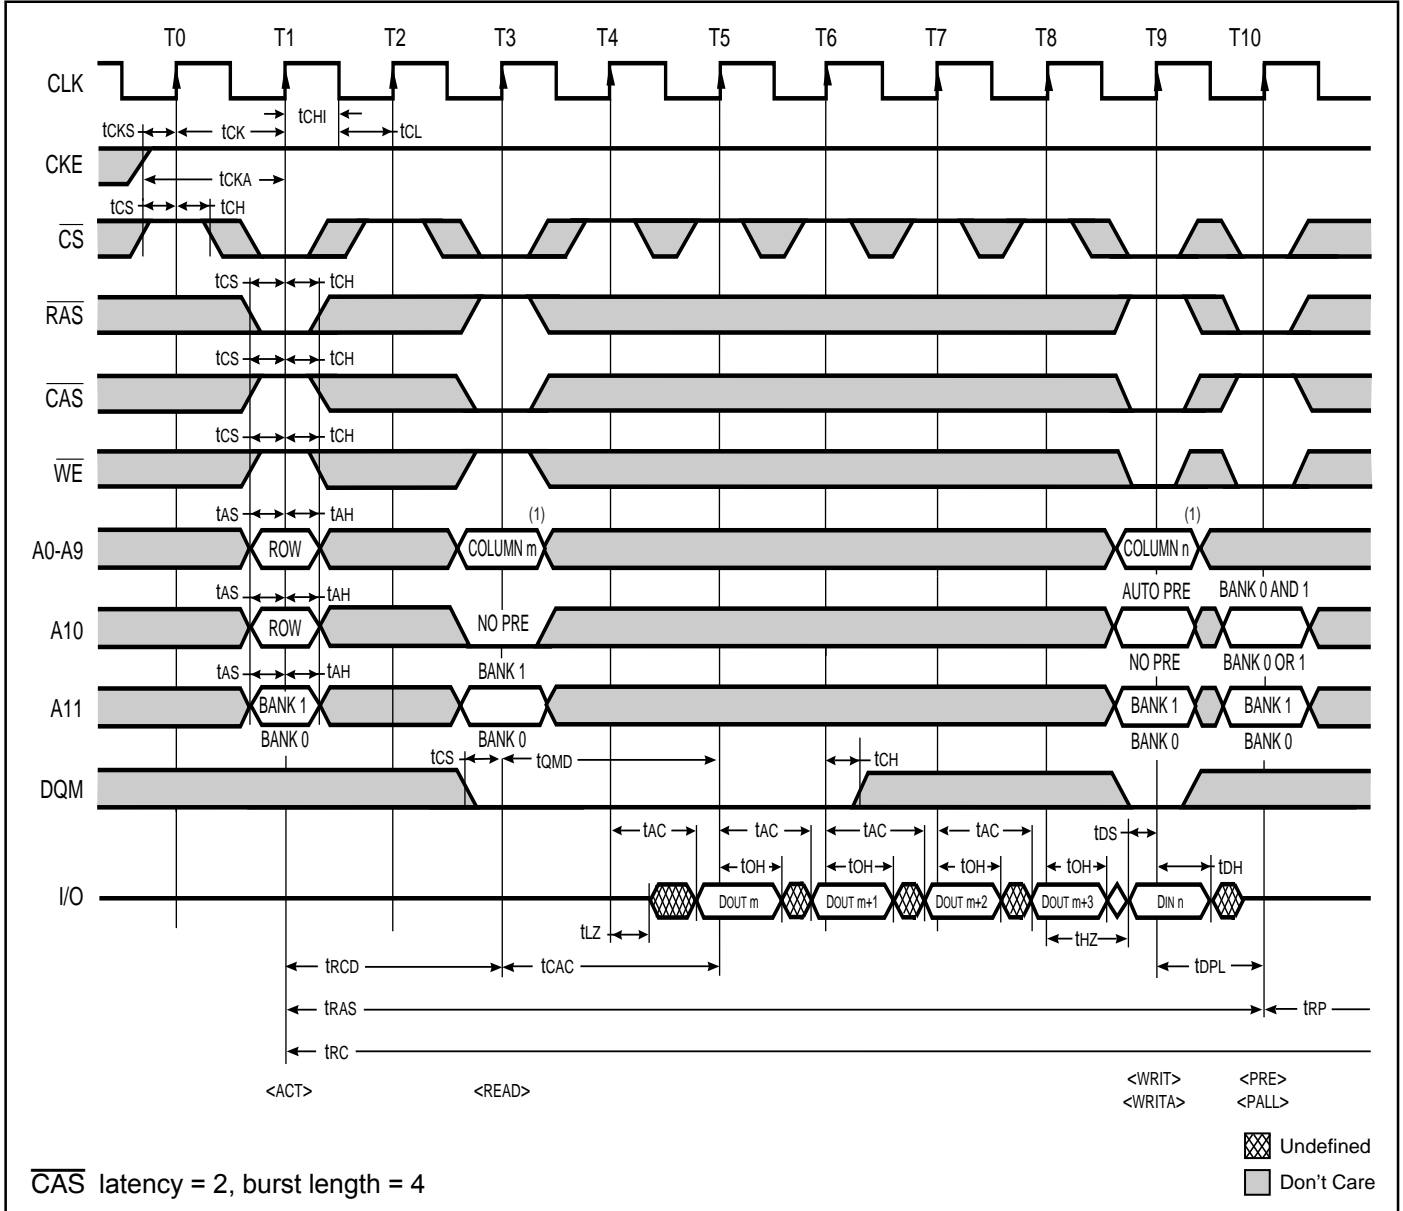 T0 T1 T2 T3 T4 T5 T6 T7 T8 T9 T10
CLK
tCHI
tCKS tCK tCL
CKE
tCKA
tCS tCH
CS
tCS tCH
RAS
tCS tCH
CAS
tCS tCH
WE
tAS tAH (1) (1)
A0-A9 ROW COLUMN m COLUMN n
tAS tAH AUTO PRE BANK 0 AND 1
A10 ROW NO PRE
tAS tAH BANK 1 NO PRE BANK 0 OR 1
A11 BANK 1 BANK 1 BANK 1
BANK 0 BANK 0 BANK 0 BANK 0
tCS tQMD tCH
DQM
tAC tAC tAC tAC tDS
tOH tOH tOH tOH tDH
I/O DOUT m DOUT m+1 DOUT m+2 DOUT m+3 DIN n
tLZ tHZ
tRCD tCAC tDPL
tRAS tRP
tRC
<ACT> <READ> <WRIT> <PRE>
<WRITA> <PALL>
Undefined
Don't Care
CAS latency = 2, burst length = 4